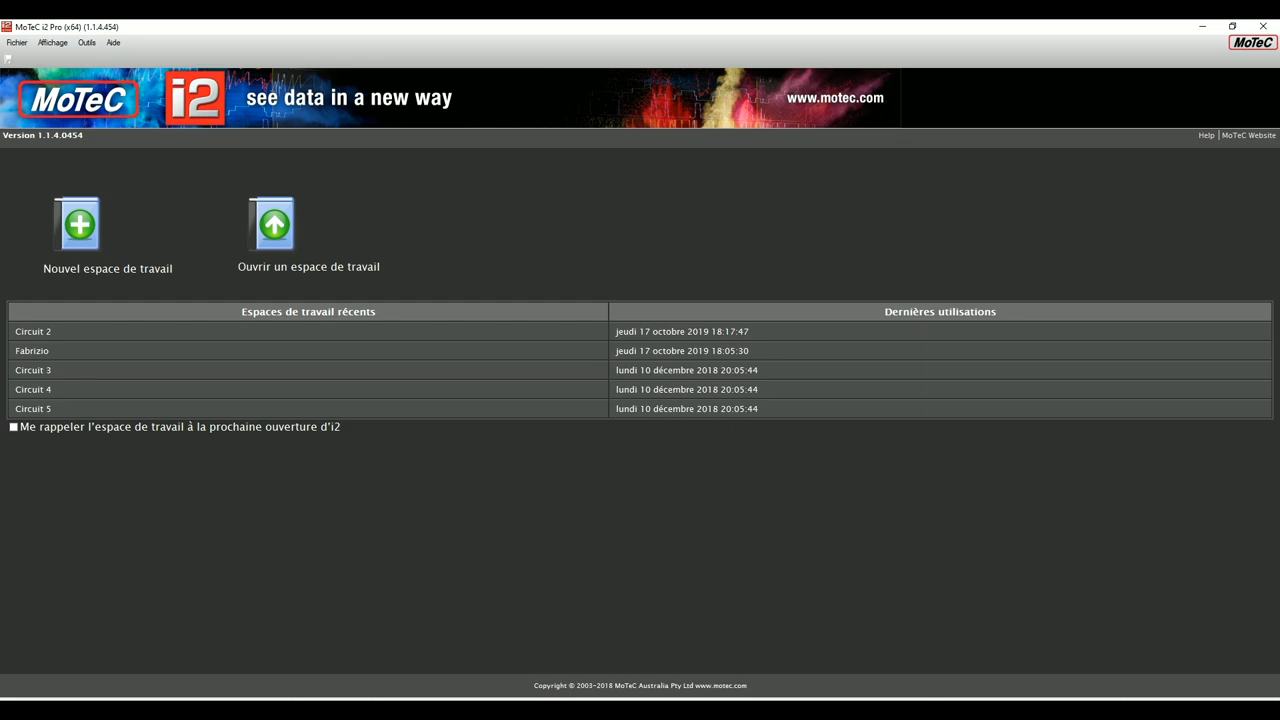 MoTeC i2 Pro (x64) (1.1.4.454)
Fichier Affichage Outils Aide
MoTeC
MoTeC i2 see data in a new way www.motec.com
Version 1.1.4.0454
Help | MoTeC Website
Nouvel espace de travail
Ouvrir un espace de travail
Espaces de travail récents Dernières utilisations
Circuit 2 jeudi 17 octobre 2019 18:17:47
Fabrizio jeudi 17 octobre 2019 18:05:30
Circuit 3 lundi 10 décembre 2018 20:05:44
Circuit 4 lundi 10 décembre 2018 20:05:44
Circuit 5 lundi 10 décembre 2018 20:05:44
Me rappeler l'espace de travail à la prochaine ouverture d'i2
Copyright © 2003-2018 MoTeC Australia Pty Ltd www.motec.com